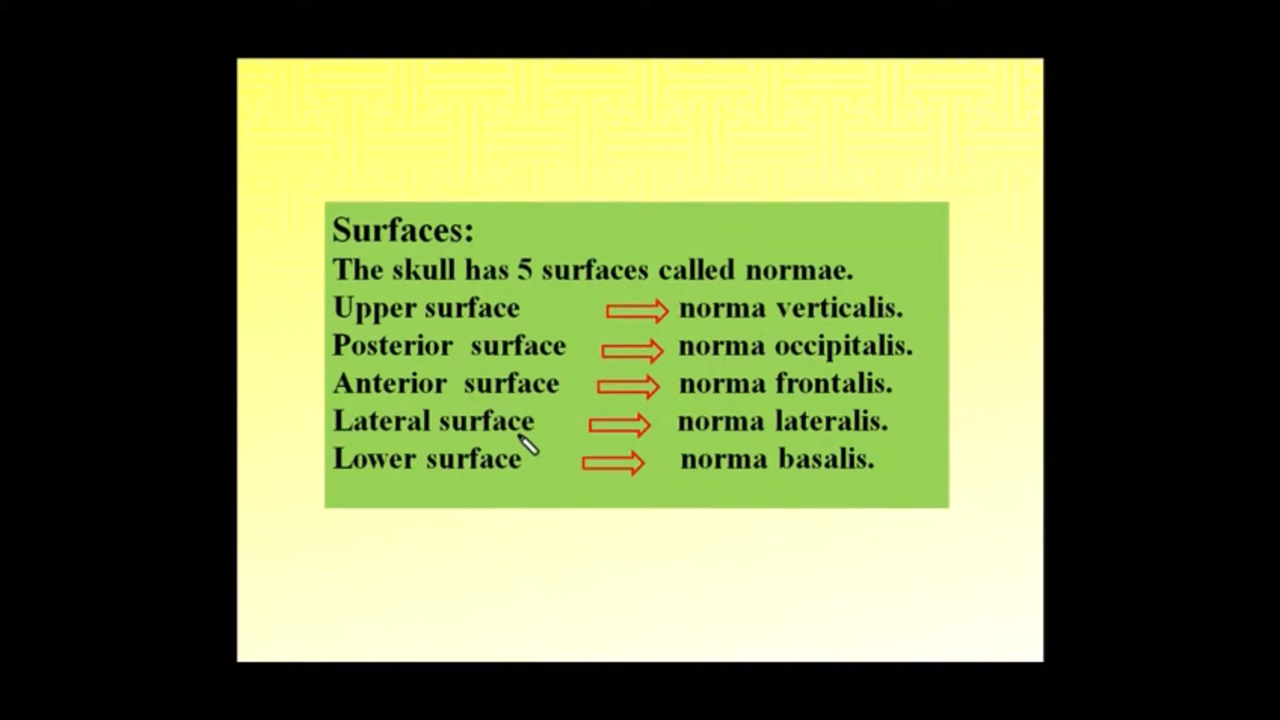 Surfaces:
The skull has 5 surfaces called normae.
Upper surface norma verticalis.
Posterior surface norma occipitalis.
Anterior surface norma frontalis.
Lateral surface norma lateralis.
Lower surface norma basalis.